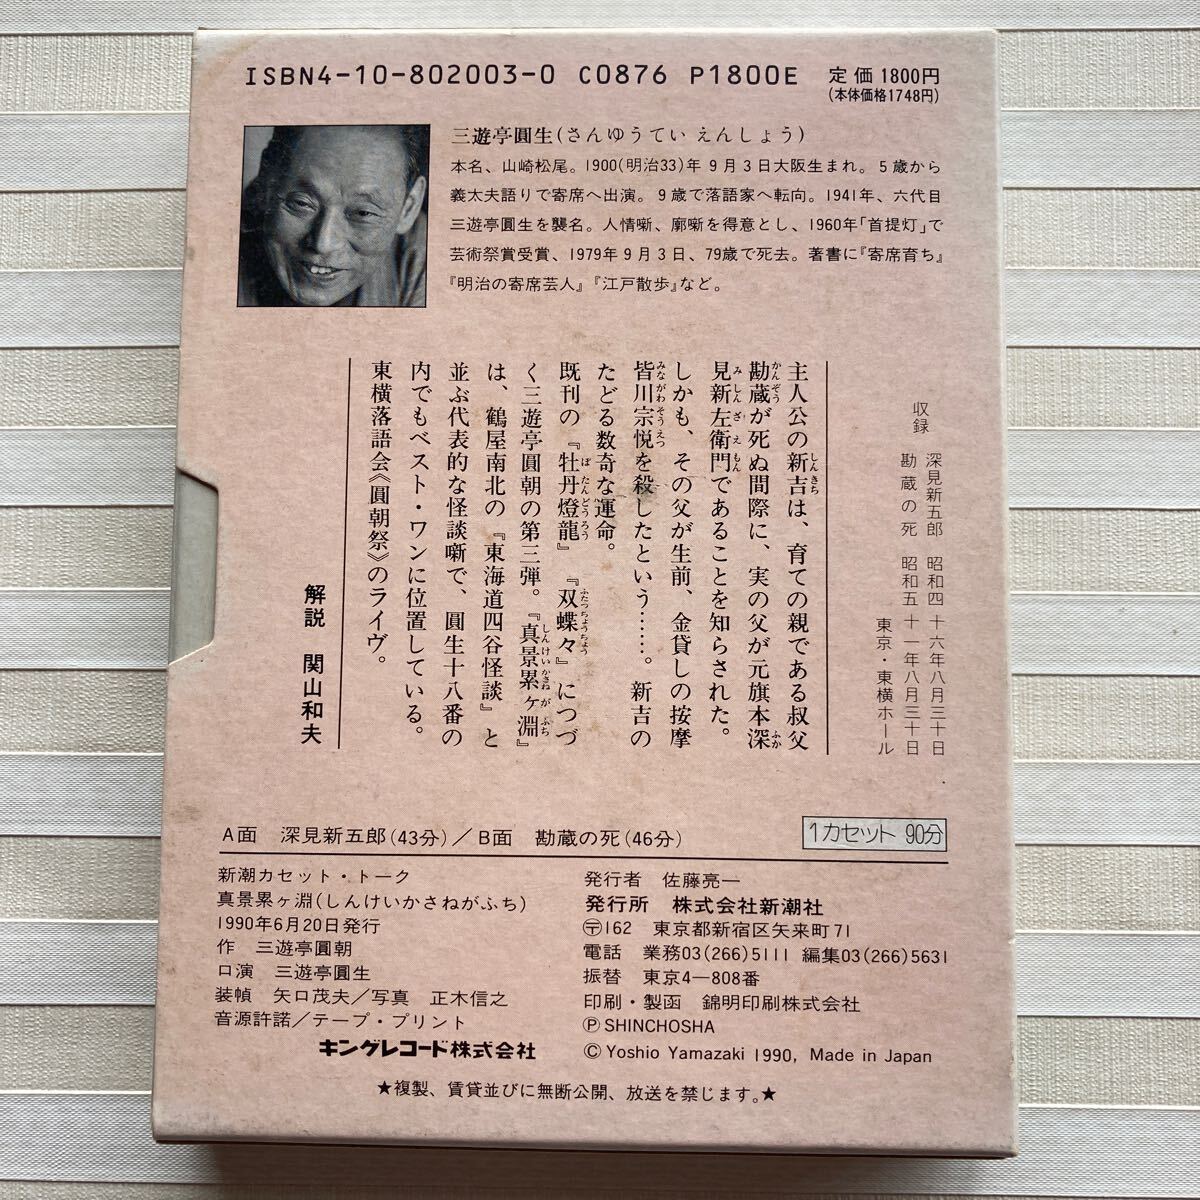 ISBN4-10-802003-0 C0876 P1800E
定価1800円
(本体価格1748円)
三遊亭圓生(さんゆうてい えんしょう)
本名、山崎松尾。1900(明治33)年9月3日大阪生まれ。5歳から
義太夫語りで寄席へ出演。9歳で落語家へ転向。1941年、六代目
三遊亭圓生を襲名。人情噺、廓噺を得意とし、1960年「首提灯」で
芸術祭賞受賞、1979年9月3日、79歳で死去。著書に『寄席育ち』
『明治の寄席芸人』『江戸散歩』など。
収録 深見新五郎 昭和四十六年八月三十日
勘蔵の死 昭和五十一年八月三十日
東京・東横ホール
主人公の新吉は、育ての親である叔父
勘蔵が死ぬ間際に、実の父が元旗本深
見新左衛門であることを知らされた。
しかも、その父が生前、金貸しの按摩
皆川宗悦を殺したという……。新吉の
たどる数奇な運命。
既刊の『牡丹燈籠』『双蝶々』につづ
く三遊亭圓朝の第三弾。『真景累ヶ淵』
は、鶴屋南北の『東海道四谷怪談』と
並ぶ代表的な怪談噺で、圓生十八番の
内でもベスト・ワンに位置している。
東横落語会《圓朝祭》のライヴ。
解説 関山和夫
A面 深見新五郎(43分)/B面 勘蔵の死(46分)
1カセット 90分
新潮カセット・トーク
真景累ヶ淵(しんけいかさねがふち)
1990年6月20日発行
作 三遊亭圓朝
口演 三遊亭圓生
装幀 矢口茂夫/写真 正木信之
音源許諾/テープ・プリント
キングレコード株式会社
発行者 佐藤亮一
発行所 株式会社新潮社
〒162 東京都新宿区矢来町71
電話 業務03(266)5111 編集03(266)5631
振替 東京4—808番
印刷・製函 錦明印刷株式会社
Ⓟ SHINCHOSHA
© Yoshio Yamazaki 1990, Made in Japan
★複製、賃貸並びに無断公開、放送を禁じます。★